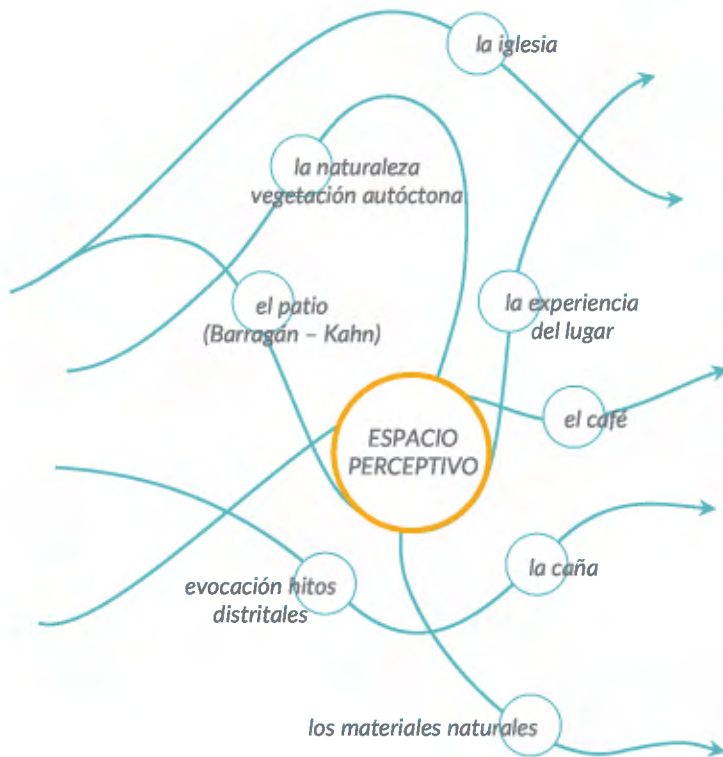 la iglesia
la naturaleza
vegetación autóctona
el patio
(Barragán – Kahn)
la experiencia
del lugar
el café
ESPACIO
PERCEPTIVO
la caña
evocación hitos
distritales
los materiales naturales